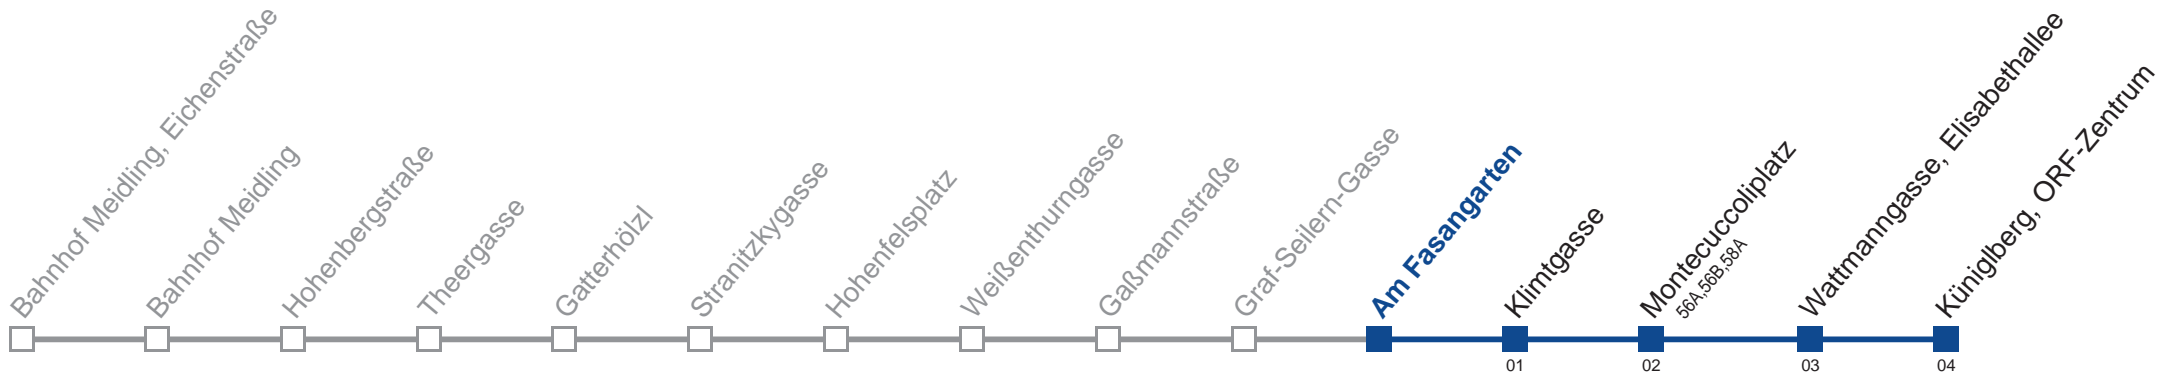 Bahnhof Meidling, Eichenstraße
Bahnhof Meidling
Hohenbergstraße
Theergasse
Gatterhölzl
Stranitzkygasse
Hohenfelsplatz
Weißenthurngasse
Gaßmannstraße
Graf-Seilern-Gasse
Am Fasangarten
Klimtgasse
01
Montecuccoliplatz
56A,56B,58A
02
Wattmanngasse, Elisabethallee
03
Küniglberg, ORF-Zentrum
04